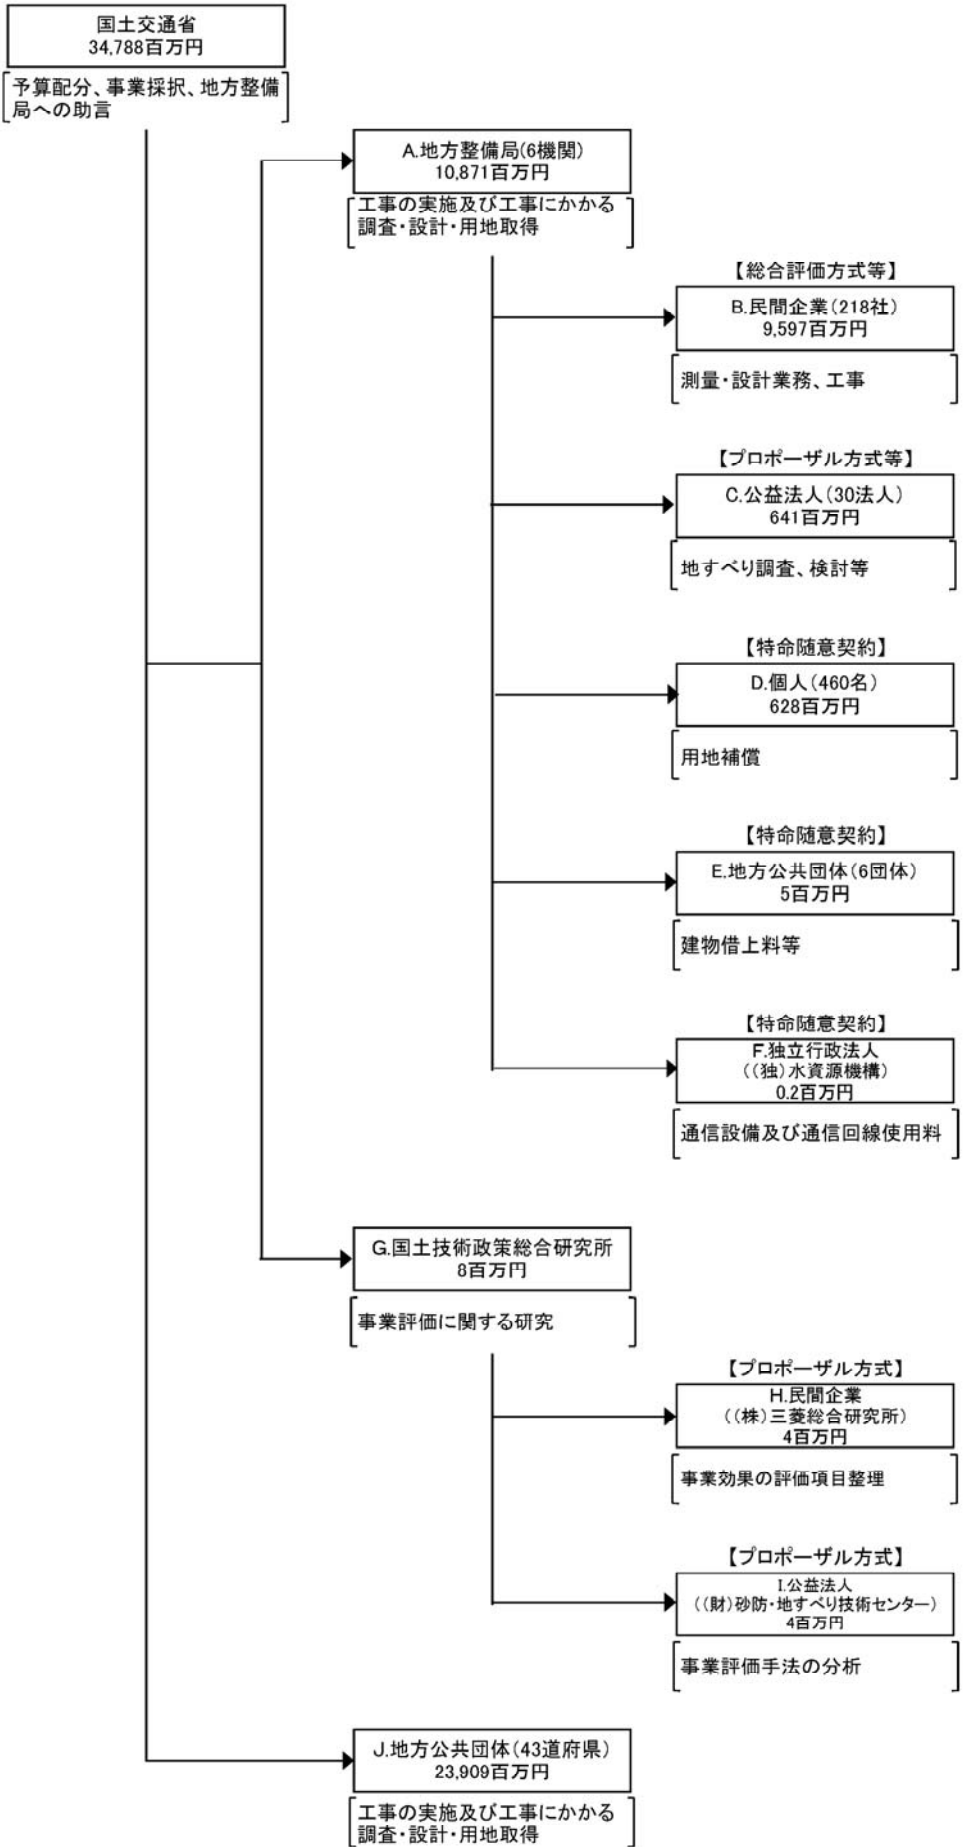 国土交通省
34,788百万円
予算配分、事業採択、地方整備
局への助言
A.地方整備局(6機関)
10,871百万円
工事の実施及び工事にかかる
調査・設計・用地取得
【総合評価方式等】
B.民間企業(218社)
9,597百万円
測量・設計業務、工事
【プロポーザル方式等】
C.公益法人(30法人)
641百万円
地すべり調査、検討等
【特命随意契約】
D.個人(460名)
628百万円
用地補償
【特命随意契約】
E.地方公共団体(6団体)
5百万円
建物借上料等
【特命随意契約】
F.独立行政法人
((独)水資源機構)
0.2百万円
通信設備及び通信回線使用料
G.国土技術政策総合研究所
8百万円
事業評価に関する研究
【プロポーザル方式】
H.民間企業
((株)三菱総合研究所)
4百万円
事業効果の評価項目整理
【プロポーザル方式】
I.公益法人
((財)砂防・地すべり技術センター)
4百万円
事業評価手法の分析
J.地方公共団体(43道府県)
23,909百万円
工事の実施及び工事にかかる
調査・設計・用地取得